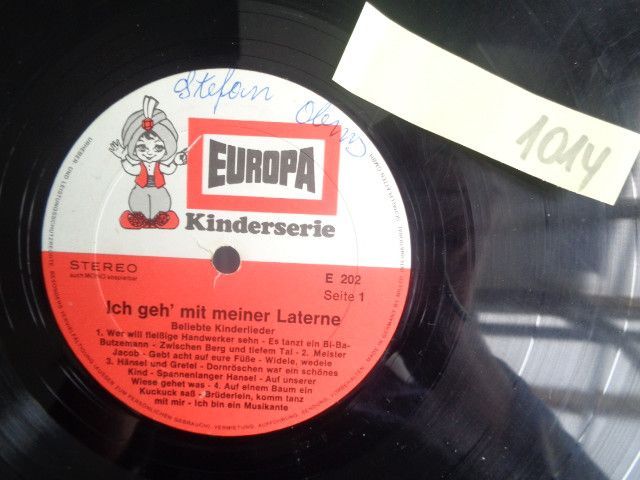 Stefan
1014
EUROPA
Kinderserie
STEREO
auch MONO abspielbar
E 202
Seite 1
Ich geh' mit meiner Laterne
Beliebte Kinderlieder
1. Wer will fleißige Handwerker sehn - Es tanzt ein Bi-Ba-
Butzemann - Zwischen Berg und tiefem Tal - 2. Meister
Jacob - Gebt acht auf eure Füße - Widele, wedele
3. Hänsel und Gretel - Dornröschen war ein schönes
Kind - Spannenlanger Hansel - Auf unserer
Wiese gehet was - 4. Auf einem Baum ein
Kuckuck saß - Brüderlein, komm tanz
mit mir - Ich bin ein Musikante